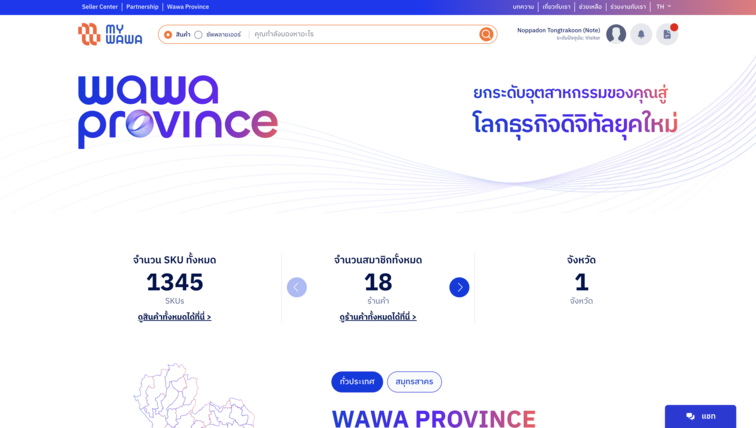 Seller Center | Partnership | Wawa Province
บทความ | เกี่ยวกับเรา | ช่วยเหลือ | ร่วมงานกับเรา | TH
MY WAWA
สินค้า ซัพพลายเออร์ | คุณกำลังมองหาอะไร
Noppadon Tongtrakoon (Note)
ระดับปัจจุบัน: Visitor
wawa
province
ยกระดับอุตสาหกรรมของคุณสู่
โลกธุรกิจดิจิทัลยุคใหม่
จำนวน SKU ทั้งหมด
1345
SKUs
ดูสินค้าทั้งหมดได้ที่นี่ >
จำนวนสมาชิกทั้งหมด
18
ร้านค้า
ดูร้านค้าทั้งหมดได้ที่นี่ >
จังหวัด
1
จังหวัด
ทั่วประเทศ
สมุทรสาคร
WAWA PROVINCE
แชท